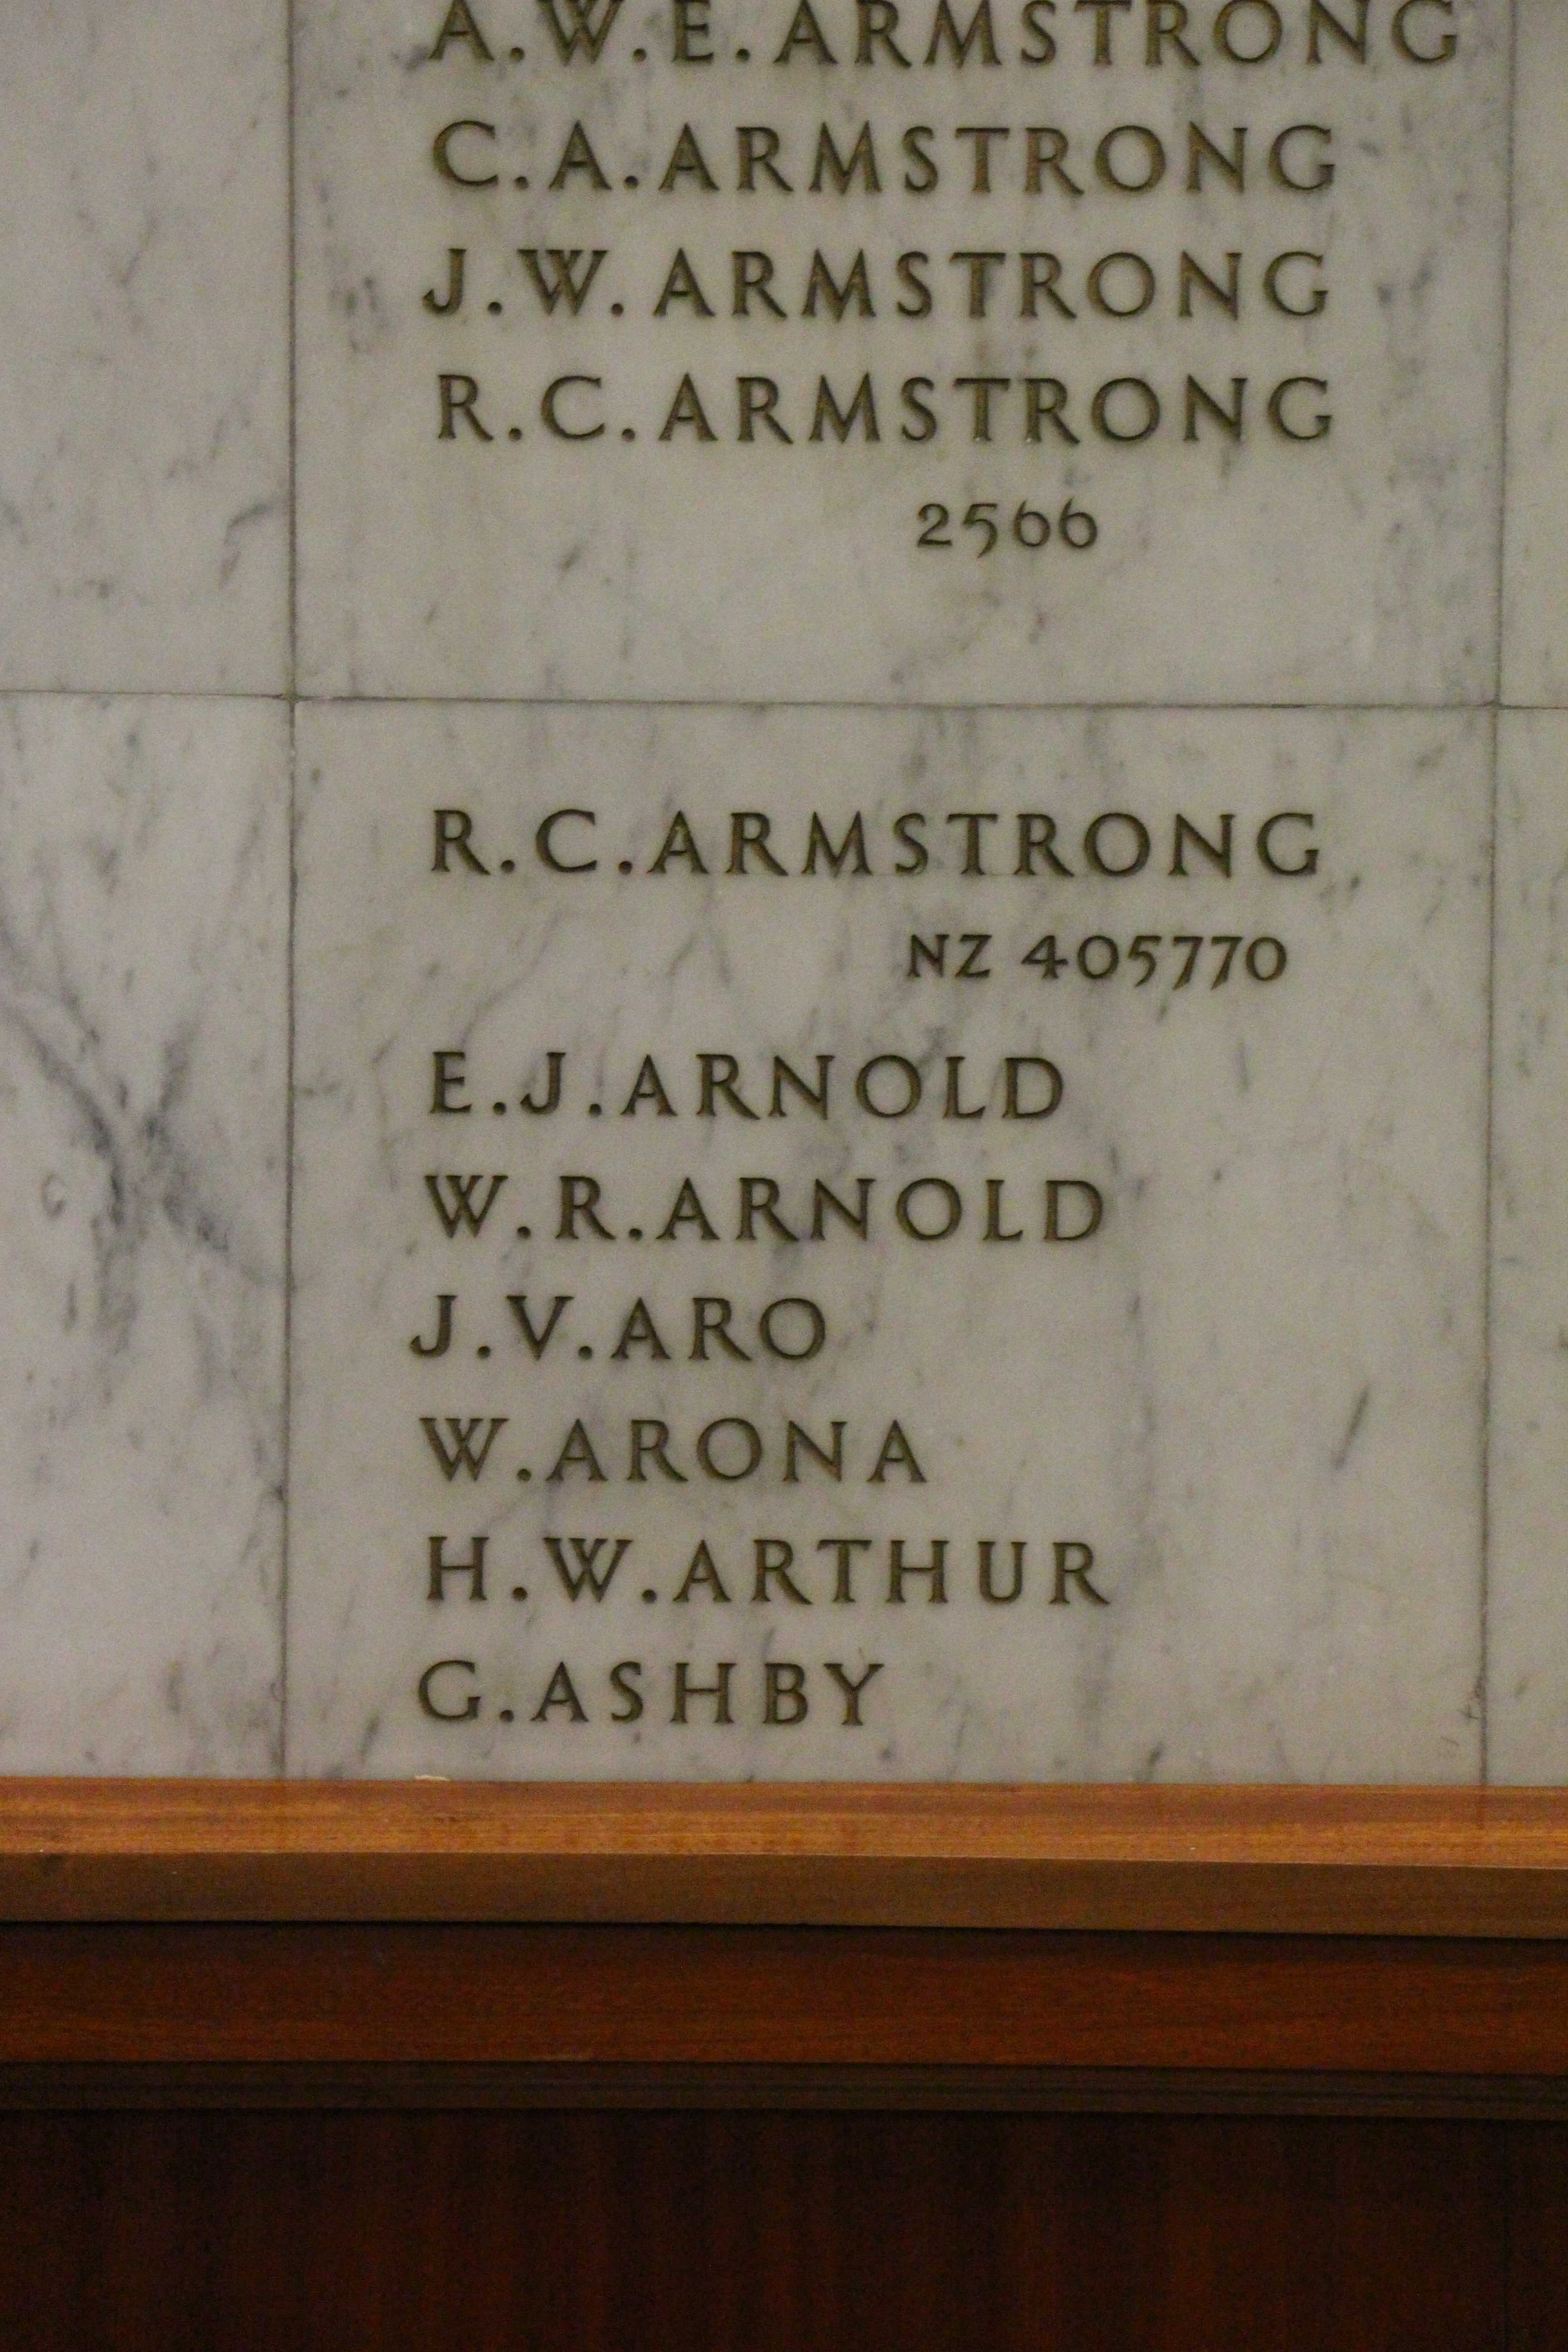 A.W.E.ARMSTRONG
C.A.ARMSTRONG
J.W.ARMSTRONG
R.C.ARMSTRONG
2566
R.C.ARMSTRONG
NZ 405770
E.J.ARNOLD
W.R.ARNOLD
J.V.ARO
W.ARONA
H.W.ARTHUR
G.ASHBY